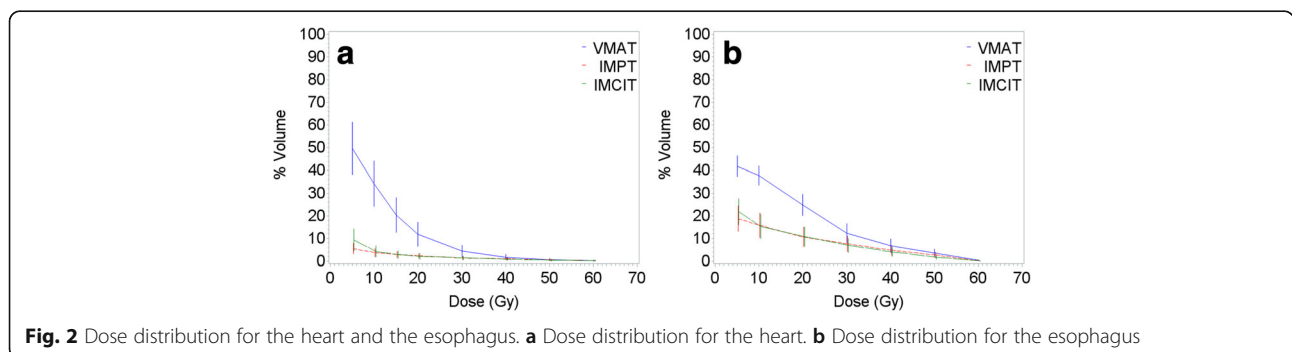 a
b
100
90
80
70
60
50
40
30
20
10
0
% Volume
0 10 20 30 40 50 60 70
Dose (Gy)
VMAT
IMPT
IMCIT
100
90
80
70
60
50
40
30
20
10
0
% Volume
0 10 20 30 40 50 60 70
Dose (Gy)
VMAT
IMPT
IMCIT
Fig. 2 Dose distribution for the heart and the esophagus. a Dose distribution for the heart. b Dose distribution for the esophagus